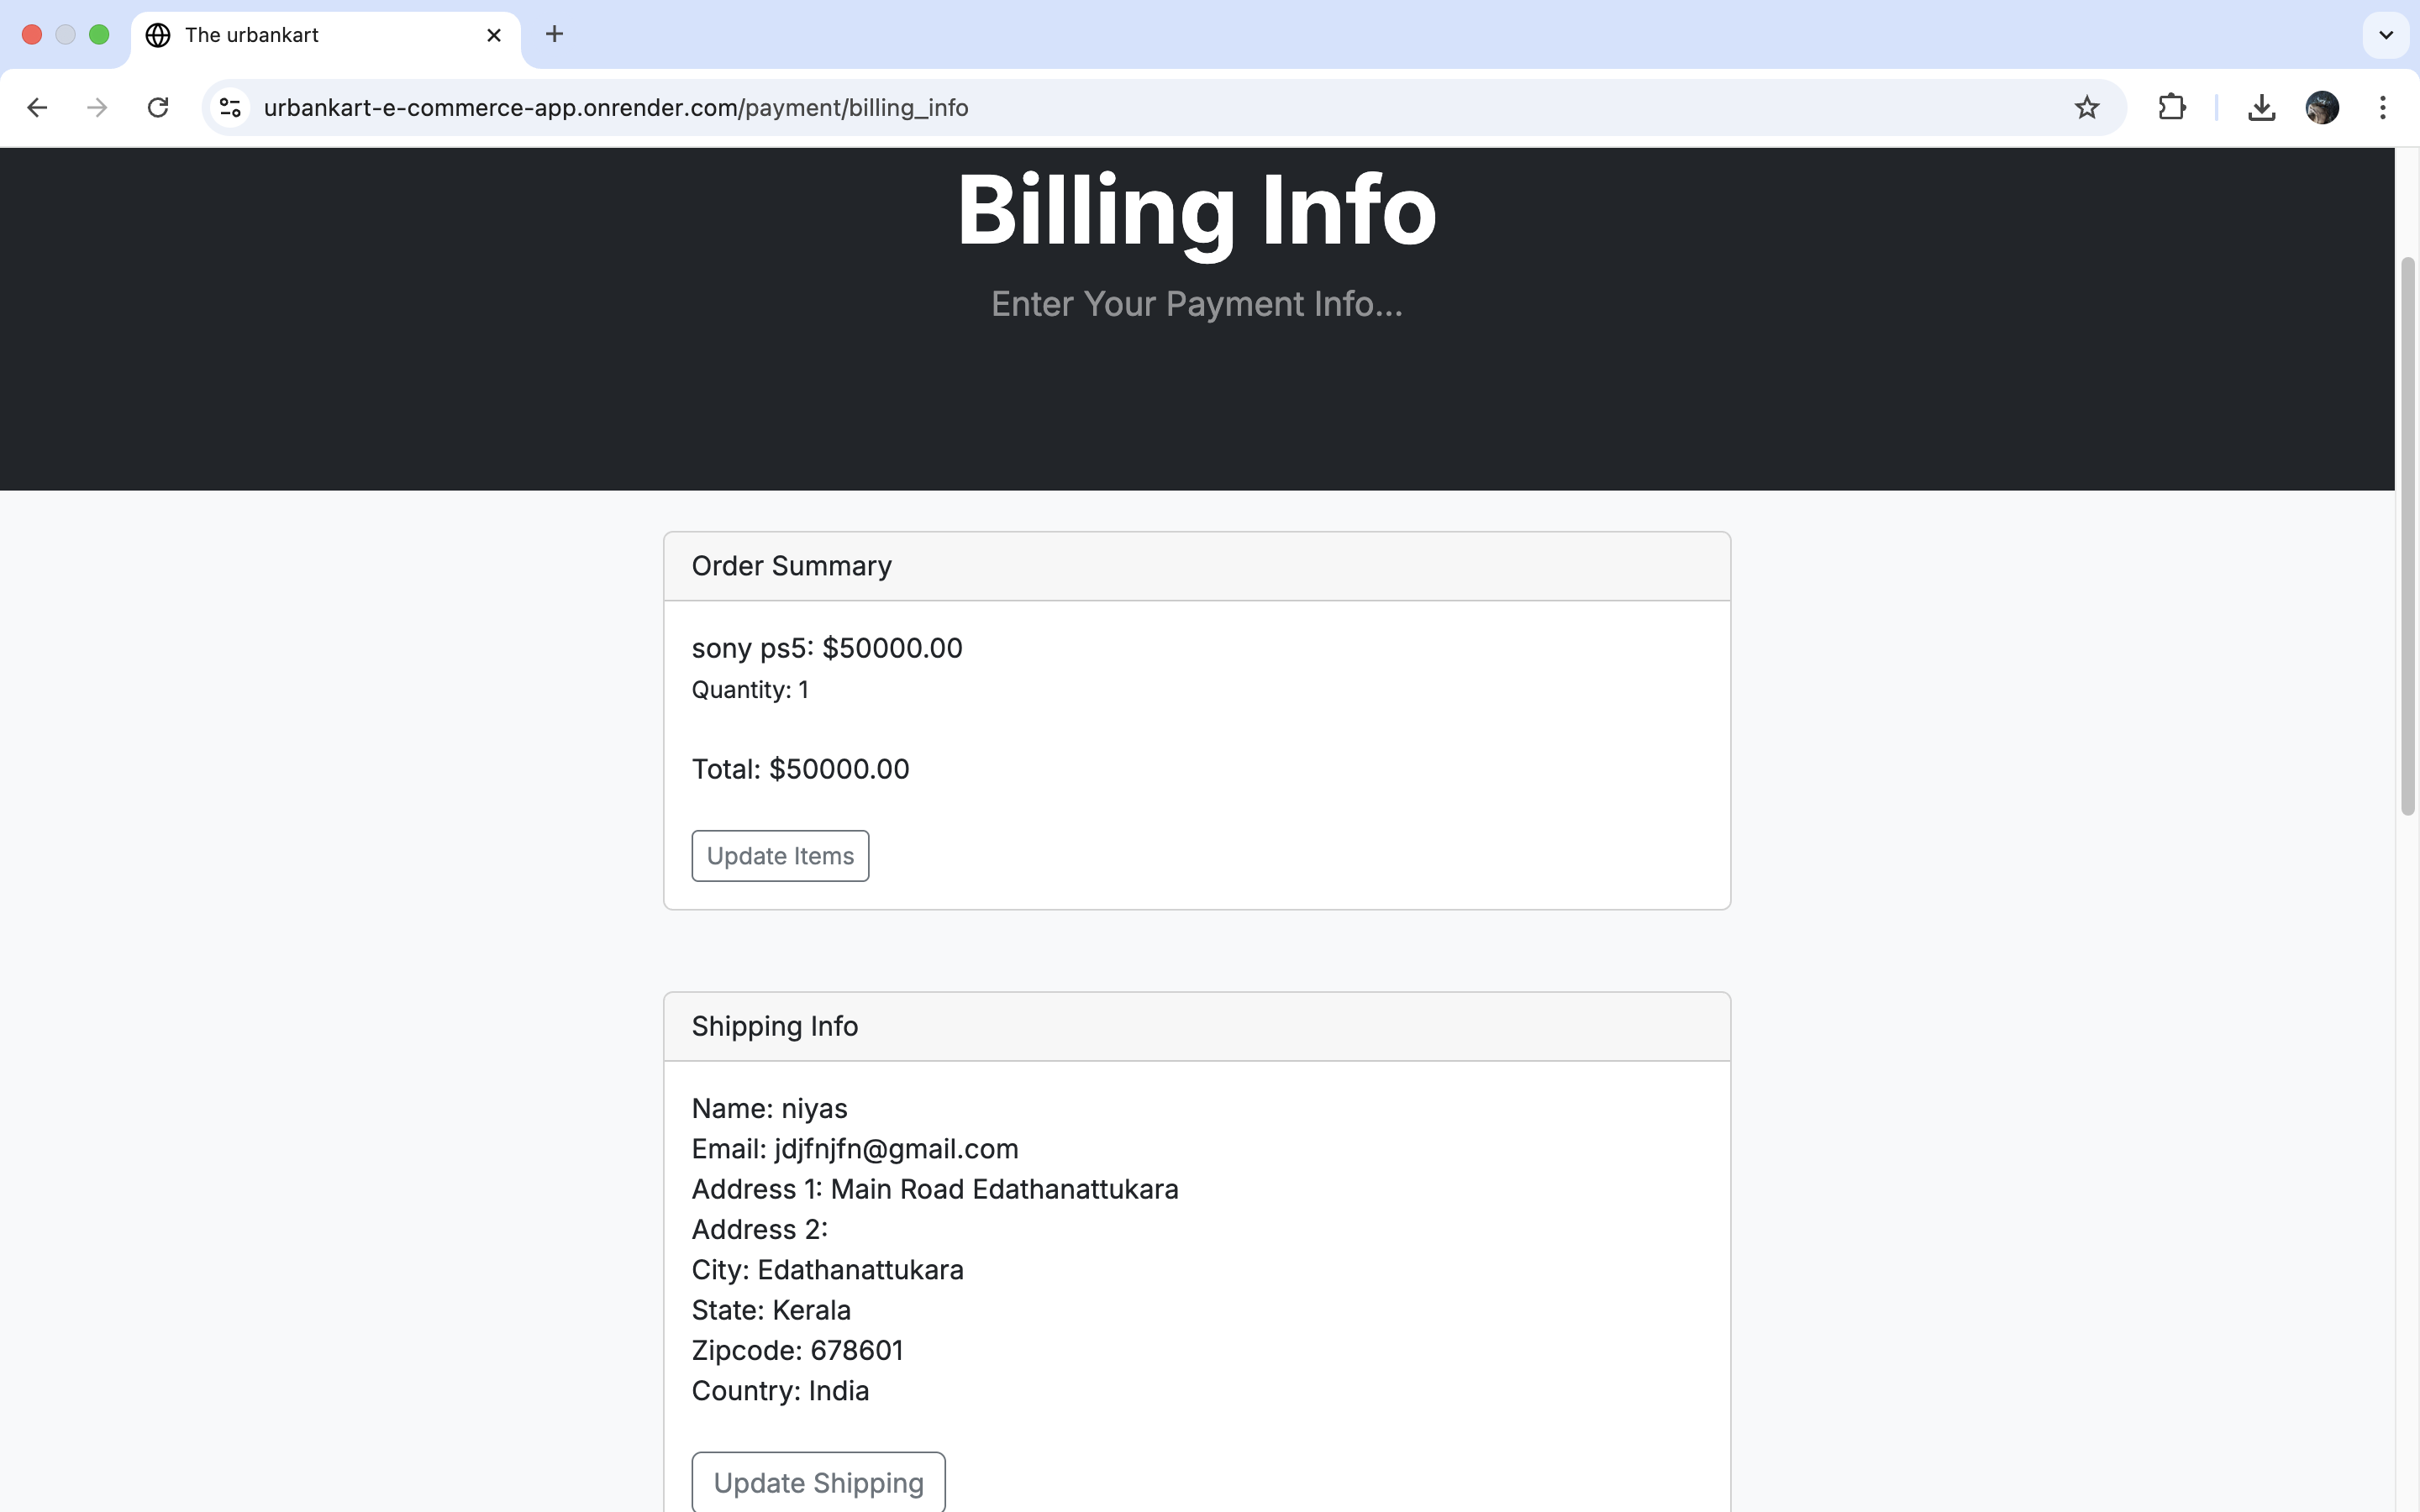 The urbankart
urbankart-e-commerce-app.onrender.com/payment/billing_info
Billing Info
Enter Your Payment Info...
Order Summary
sony ps5: $50000.00
Quantity: 1
Total: $50000.00
Update Items
Shipping Info
Name: niyas
Email: jdjfnjfn@gmail.com
Address 1: Main Road Edathanattukara
Address 2:
City: Edathanattukara
State: Kerala
Zipcode: 678601
Country: India
Update Shipping